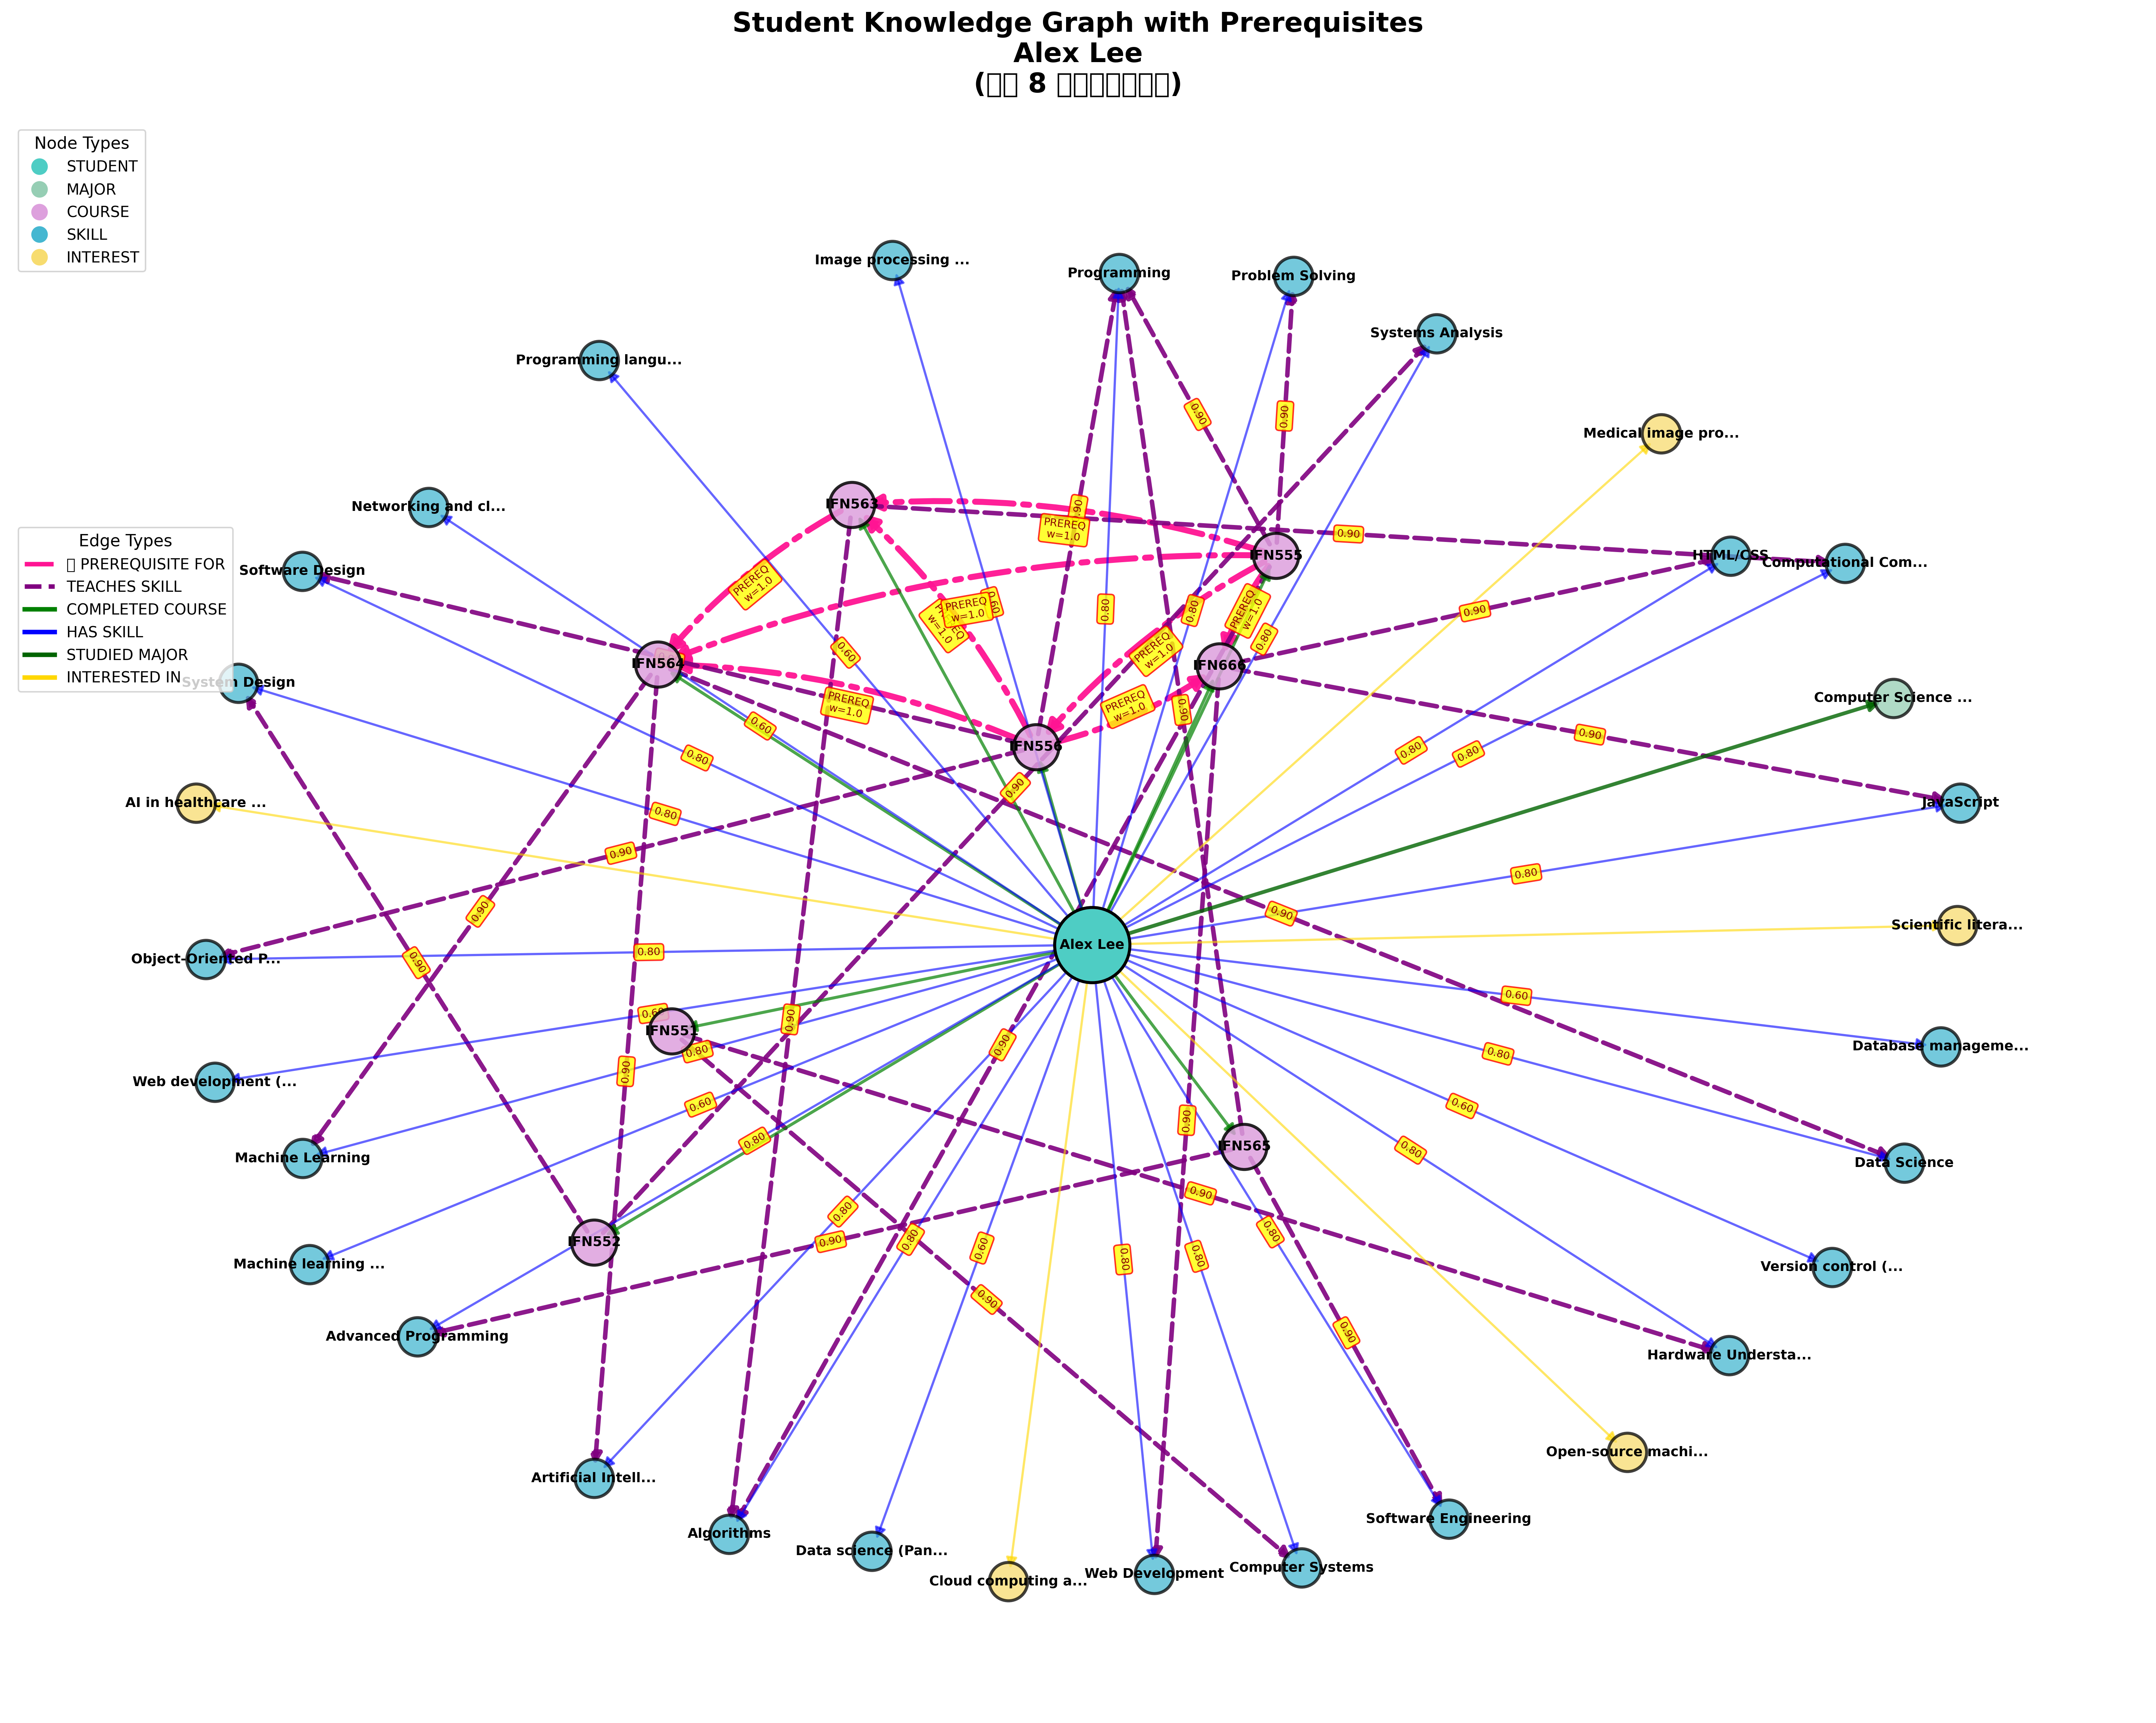 Student Knowledge Graph with Prerequisites
Alex Lee
( 8 )
Node Types
STUDENT
MAJOR
COURSE
SKILL
INTEREST
Image processing ...
Programming
Problem Solving
Systems Analysis
Programming langu...
Medical image pro...
0.90
0.90
Networking and cl...
IFN563
0.90
PREREQ
w=1.0
0.90
Edge Types
PREREQUISITE FOR
TEACHES SKILL
COMPLETED COURSE
HAS SKILL
STUDIED MAJOR
INTERESTED IN
Software Design
IFN555
HTML/CSS
Computational Com...
PREREQ
w=1.0
PREREQ
w=1.0
0.60
w=1.0
0.80
0.80
PREREQ
w=1.0
0.90
0.80
0.60
PREREQ
w=1.0
IFN564
IFN666
System Design
Computer Science ...
PREREQ
w=1.0
PREREQ
w=1.0
0.90
0.60
0.80
IFN556
0.90
0.80
0.80
0.90
AI in healthcare ...
JavaScript
0.80
0.90
0.80
0.90
0.90
Scientific litera...
Alex Lee
Object-Oriented P...
0.80
0.90
0.60
0.60
IFN551
0.90
0.90
0.80
0.80
Database manageme...
Web development (...
0.90
0.60
0.60
0.90
0.80
IFN565
0.80
Machine Learning
Data Science
0.90
0.80
0.80
0.80
IFN552
0.90
0.60
0.80
0.80
Machine learning ...
Version control (...
0.90
Advanced Programming
0.90
Hardware Understa...
Open-source machi...
Artificial Intell...
Software Engineering
Algorithms
Data science (Pan...
Cloud computing a...
Web Development
Computer Systems